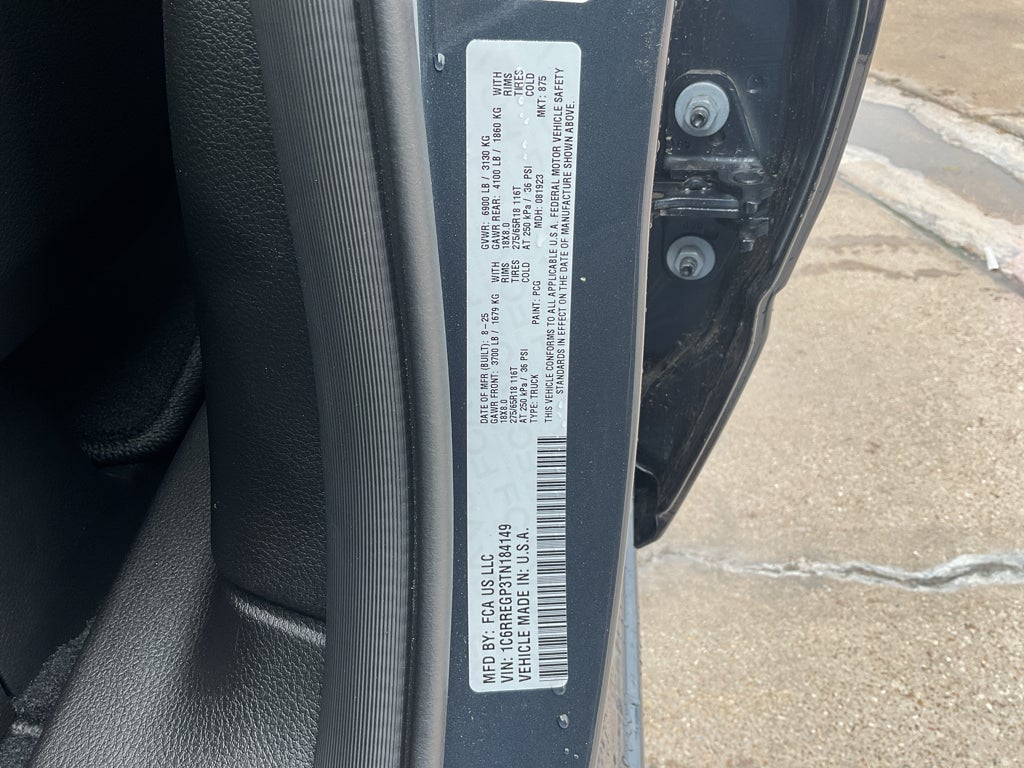 MFD BY: FCA US LLC
VIN: 1C6RREGP3TN184149
VEHICLE MADE IN: U.S.A.
DATE OF MFR (BUILT): 8-25 GVWR: 6900 LB / 3130 KG
GAWR FRONT: 3700 LB / 1679 KG WITH GAWR REAR: 4100 LB / 1860 KG WITH
18X8.0 RIMS 18X8.0 RIMS
275/65R18 116T TIRES 275/65R18 116T TIRES
AT 250 kPa / 36 PSI COLD AT 250 kPa / 36 PSI COLD
TYPE: TRUCK PAINT: PCG MDH: 081923 MKT: 875
THIS VEHICLE CONFORMS TO ALL APPLICABLE U.S.A. FEDERAL MOTOR VEHICLE SAFETY
STANDARDS IN EFFECT ON THE DATE OF MANUFACTURE SHOWN ABOVE.